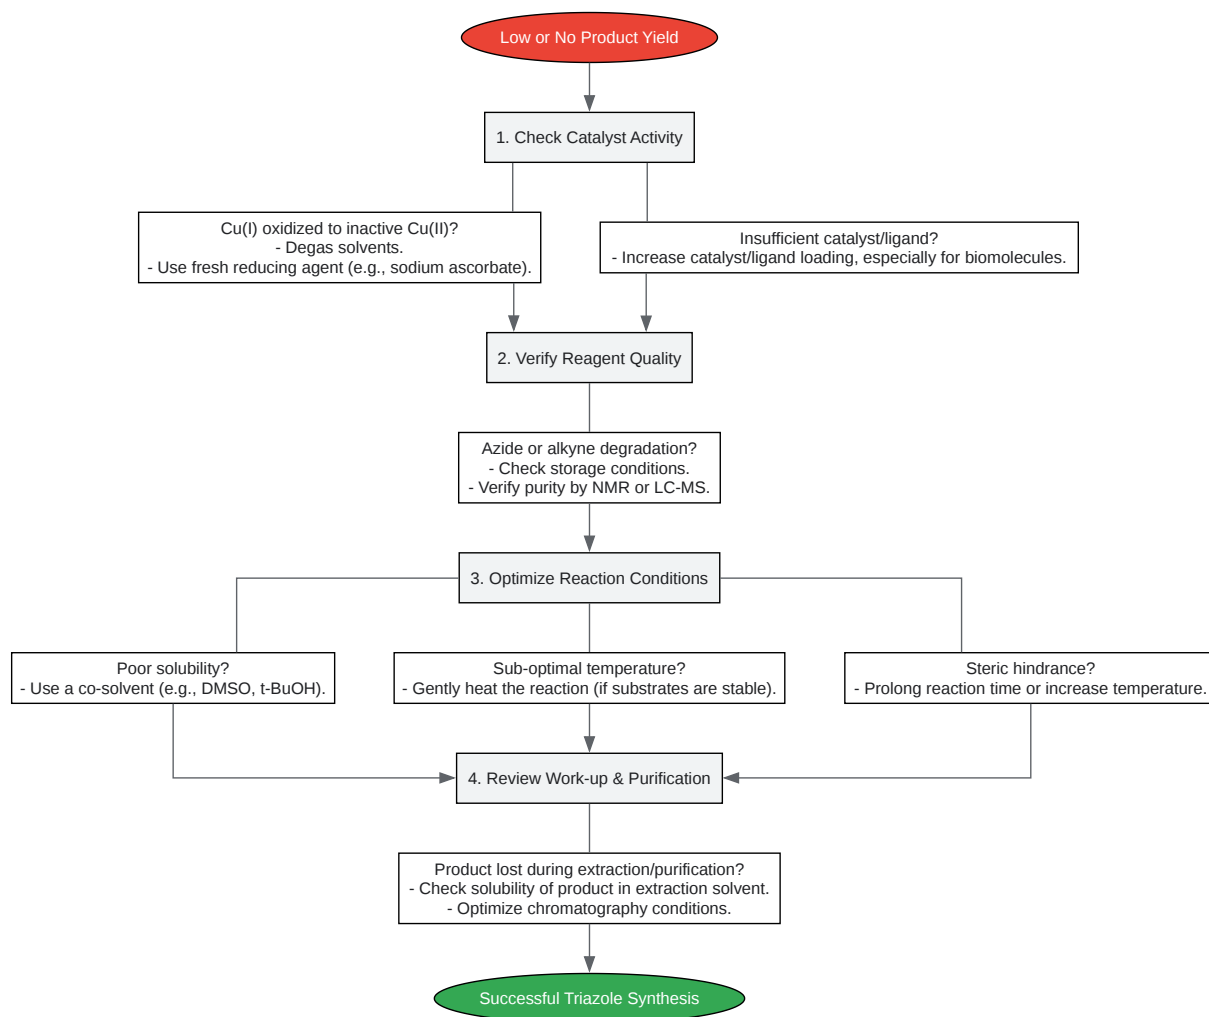 Low or No Product Yield
1. Check Catalyst Activity
Cu(I) oxidized to inactive Cu(II)?
- Degas solvents.
- Use fresh reducing agent (e.g., sodium ascorbate).
Insufficient catalyst/ligand?
- Increase catalyst/ligand loading, especially for biomolecules.
2. Verify Reagent Quality
Azide or alkyne degradation?
- Check storage conditions.
- Verify purity by NMR or LC-MS.
3. Optimize Reaction Conditions
Poor solubility?
- Use a co-solvent (e.g., DMSO, t-BuOH).
Sub-optimal temperature?
- Gently heat the reaction (if substrates are stable).
Steric hindrance?
- Prolong reaction time or increase temperature.
4. Review Work-up & Purification
Product lost during extraction/purification?
- Check solubility of product in extraction solvent.
- Optimize chromatography conditions.
Successful Triazole Synthesis